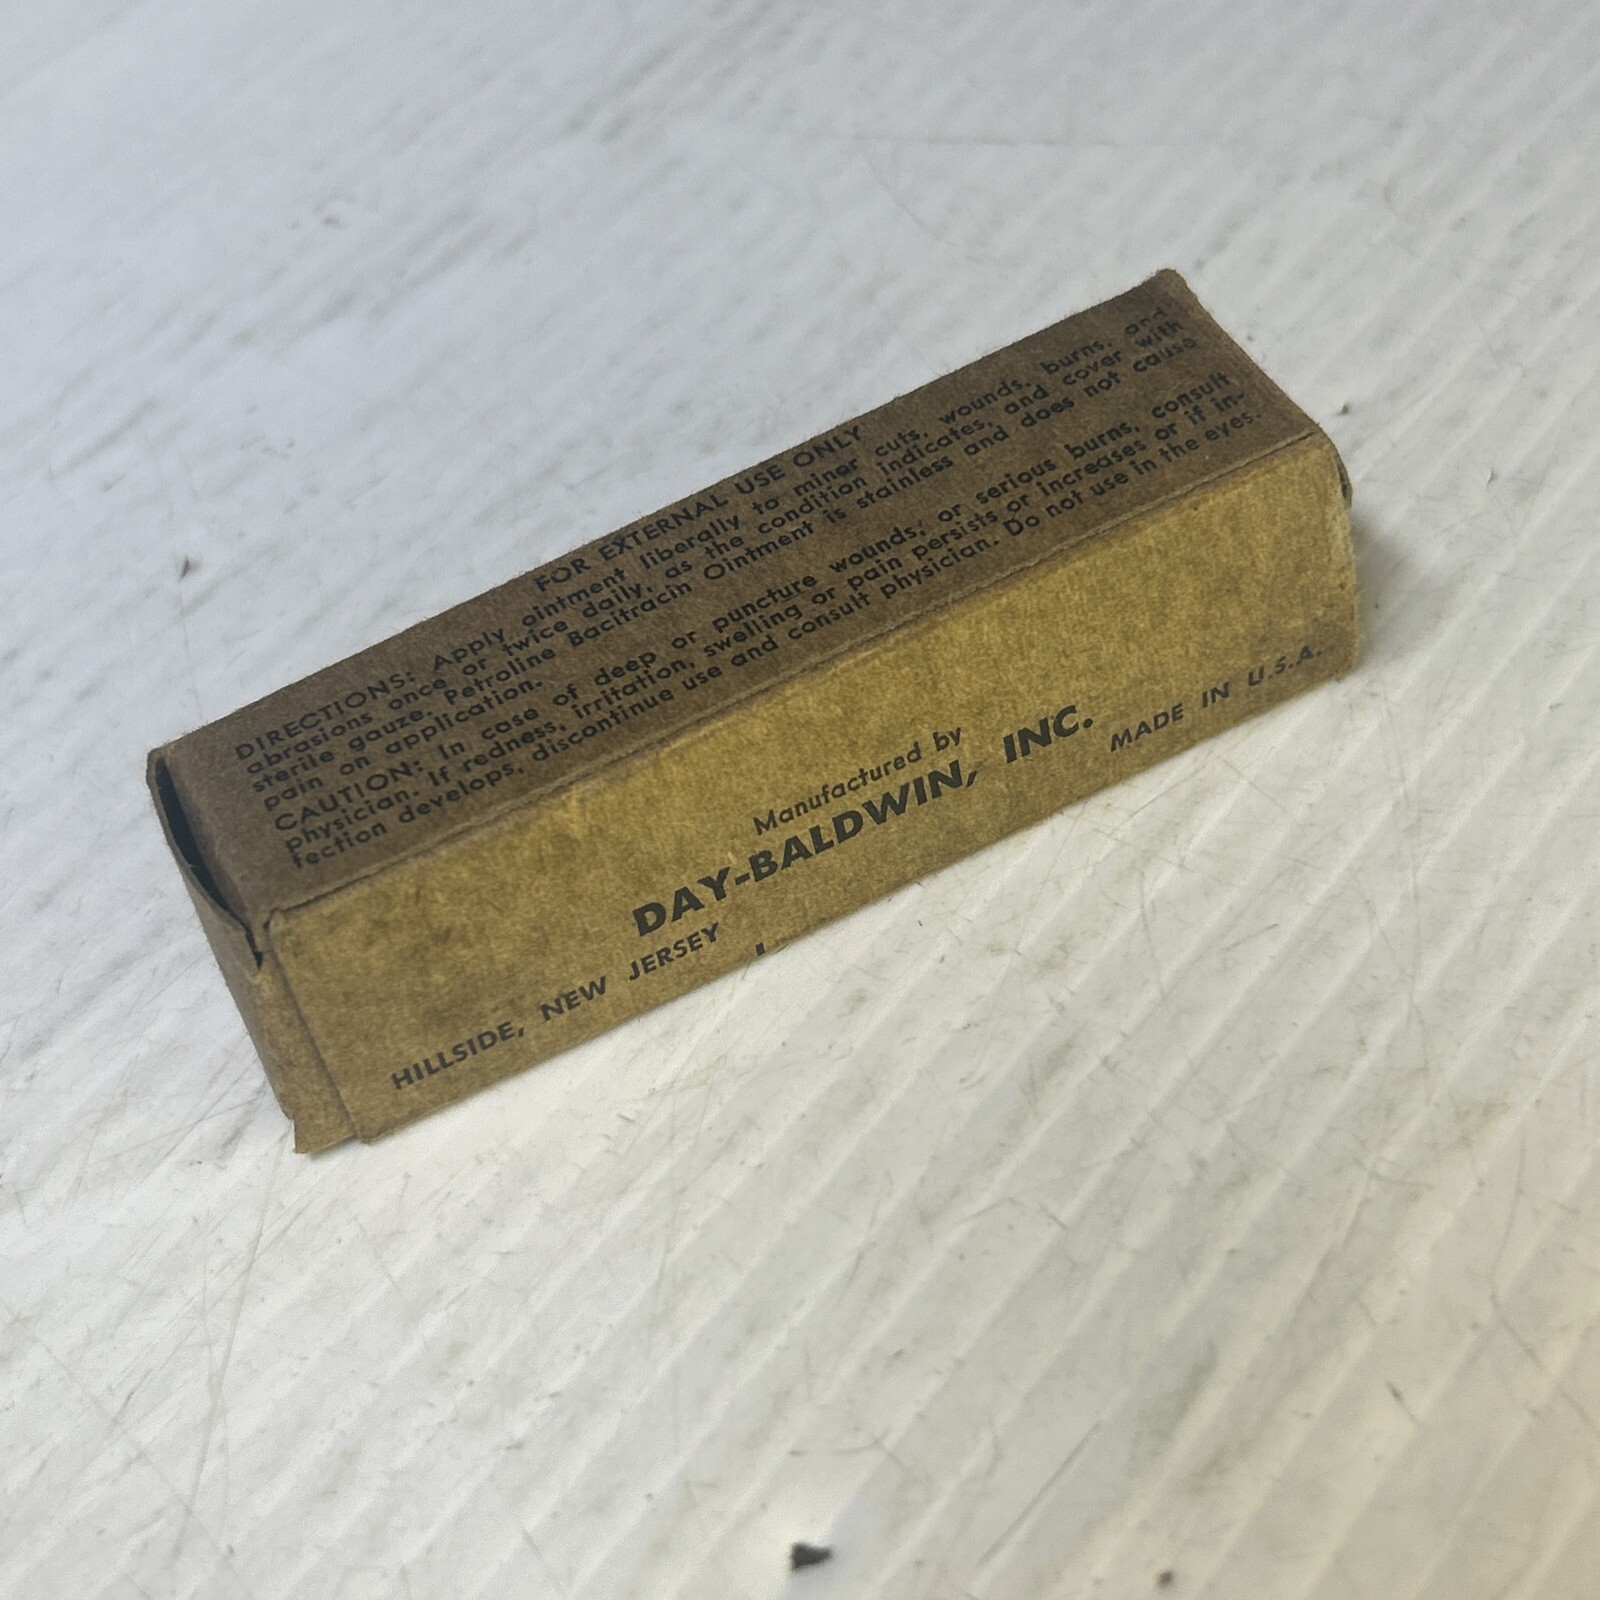 FOR EXTERNAL USE ONLY
DIRECTIONS: Apply ointment liberally to minor cuts, wounds, burns, and
abrasions once or twice daily, as the condition indicates, and cover with
sterile gauze. Petroline Bacitracin Ointment is stainless and does not cause
pain on application.
CAUTION: In case of deep or puncture wounds, or serious burns, consult
physician. If redness, irritation, swelling or pain persists or increases or if in-
fection develops, discontinue use and consult physician. Do not use in the eyes.
Manufactured by
DAY-BALDWIN, INC.
HILLSIDE, NEW JERSEY
MADE IN U.S.A.